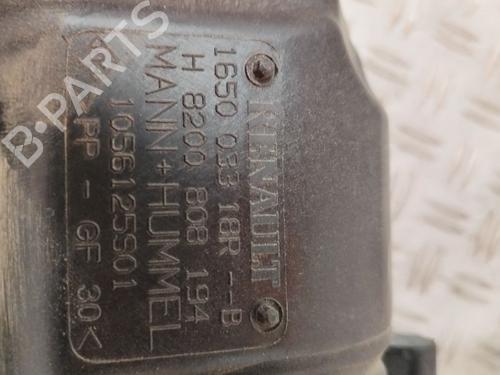 RENAULT
1650 033 18R--B
H 8200 808 194
MANN+HUMMEL
1056125S01
>PP - GF 30<
B-PARTS